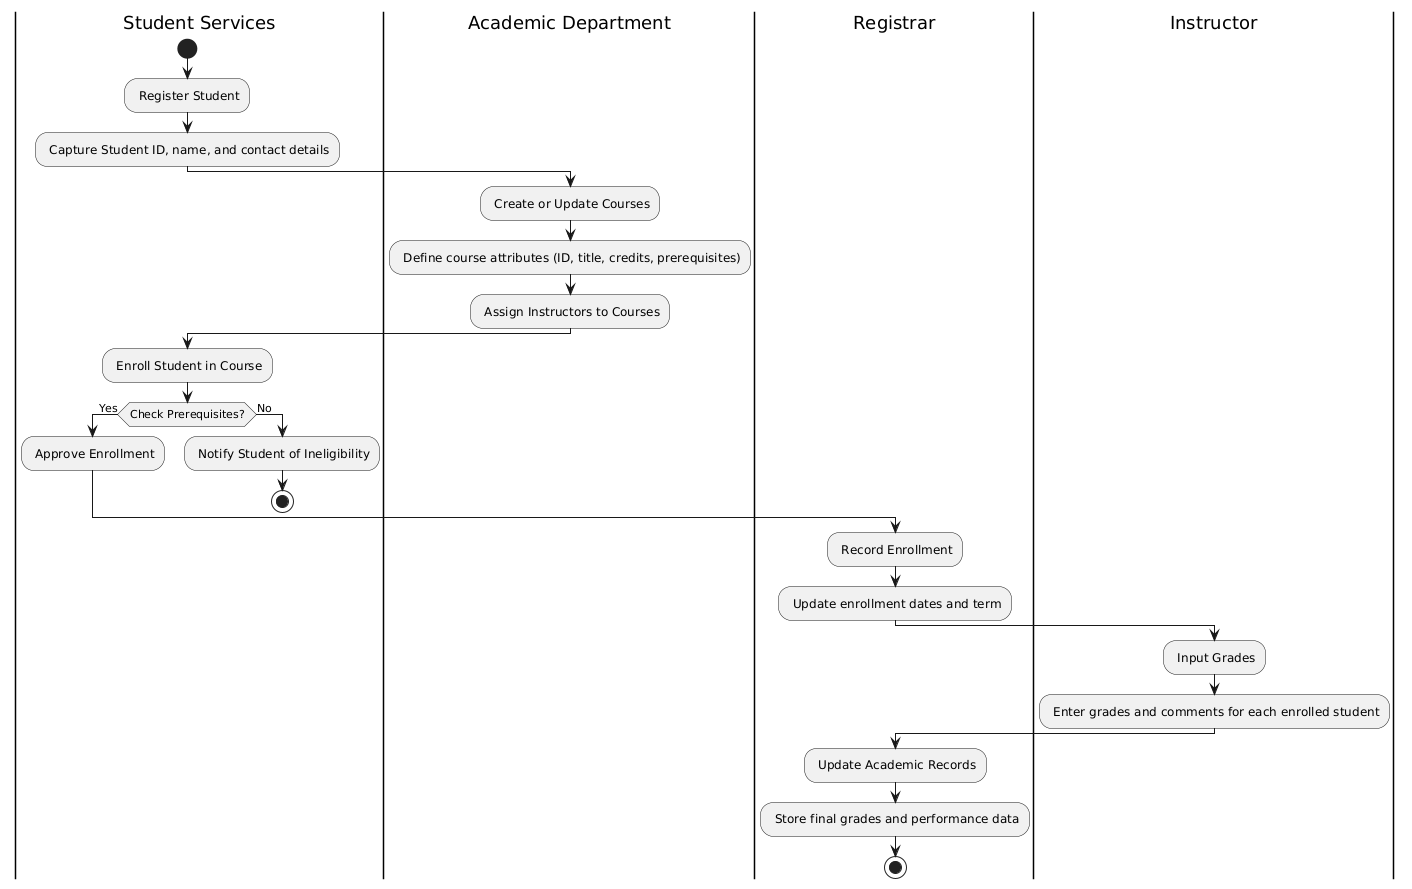 Student Services
Academic Department
Registrar
Instructor
Register Student
Capture Student ID, name, and contact details
Create or Update Courses
Define course attributes (ID, title, credits, prerequisites)
Assign Instructors to Courses
Enroll Student in Course
Yes
Check Prerequisites?
No
Approve Enrollment
Notify Student of Ineligibility
Record Enrollment
Update enrollment dates and term
Input Grades
Enter grades and comments for each enrolled student
Update Academic Records
Store final grades and performance data